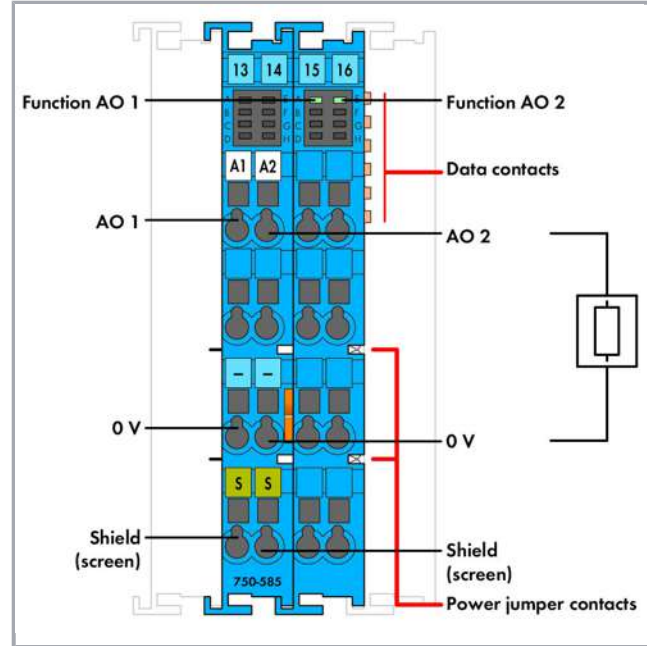 13 14 15 16
Function AO 1
Function AO 2
A E A E
B F B F
C G C G
D H D H
Data contacts
A1 A2
AO 1
AO 2
– –
0 V
0 V
S S
Shield
(screen)
Shield
(screen)
750-585
Power jumper contacts